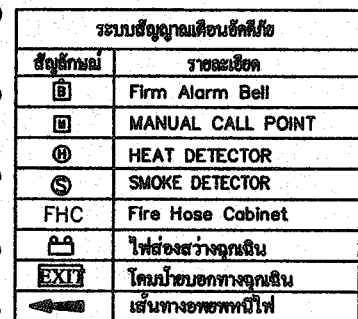 ระบบสัญญาณเตือนอัคคีภัย
สัญลักษณ์ รายละเอียด
B Firm Alarm Bell
M MANUAL CALL POINT
H HEAT DETECTOR
S SMOKE DETECTOR
FHC Fire Hose Cabinet
ไฟส่องสว่างฉุกเฉิน
EXIT โคมป้ายบอกทางฉุกเฉิน
เส้นทางอพยพหนีไฟ